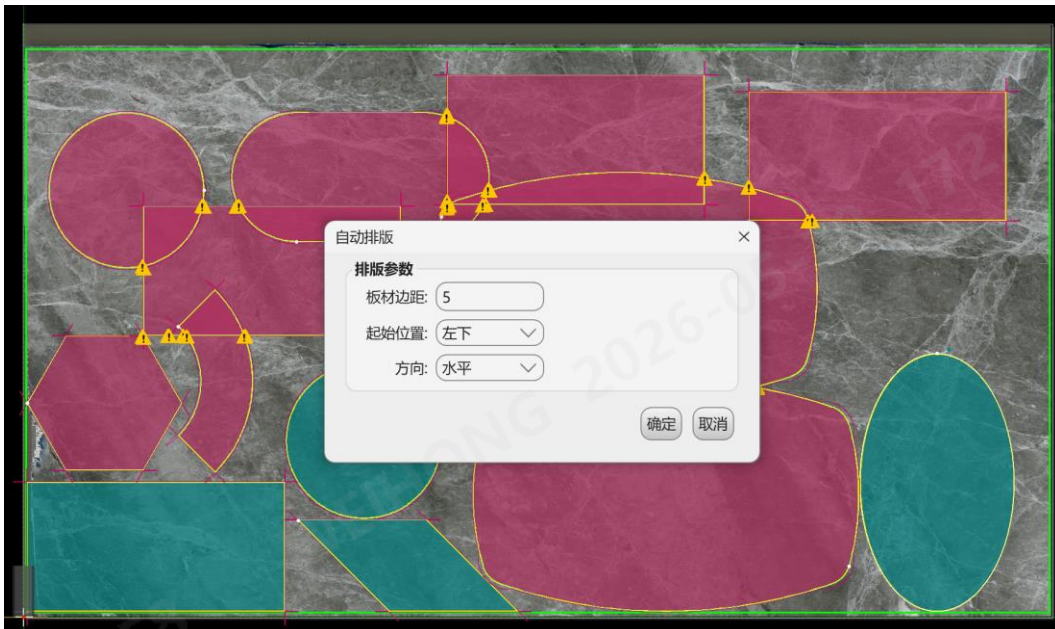 自动排版
排版参数
板材边距: 5
起始位置: 左下
方向: 水平
确定 取消